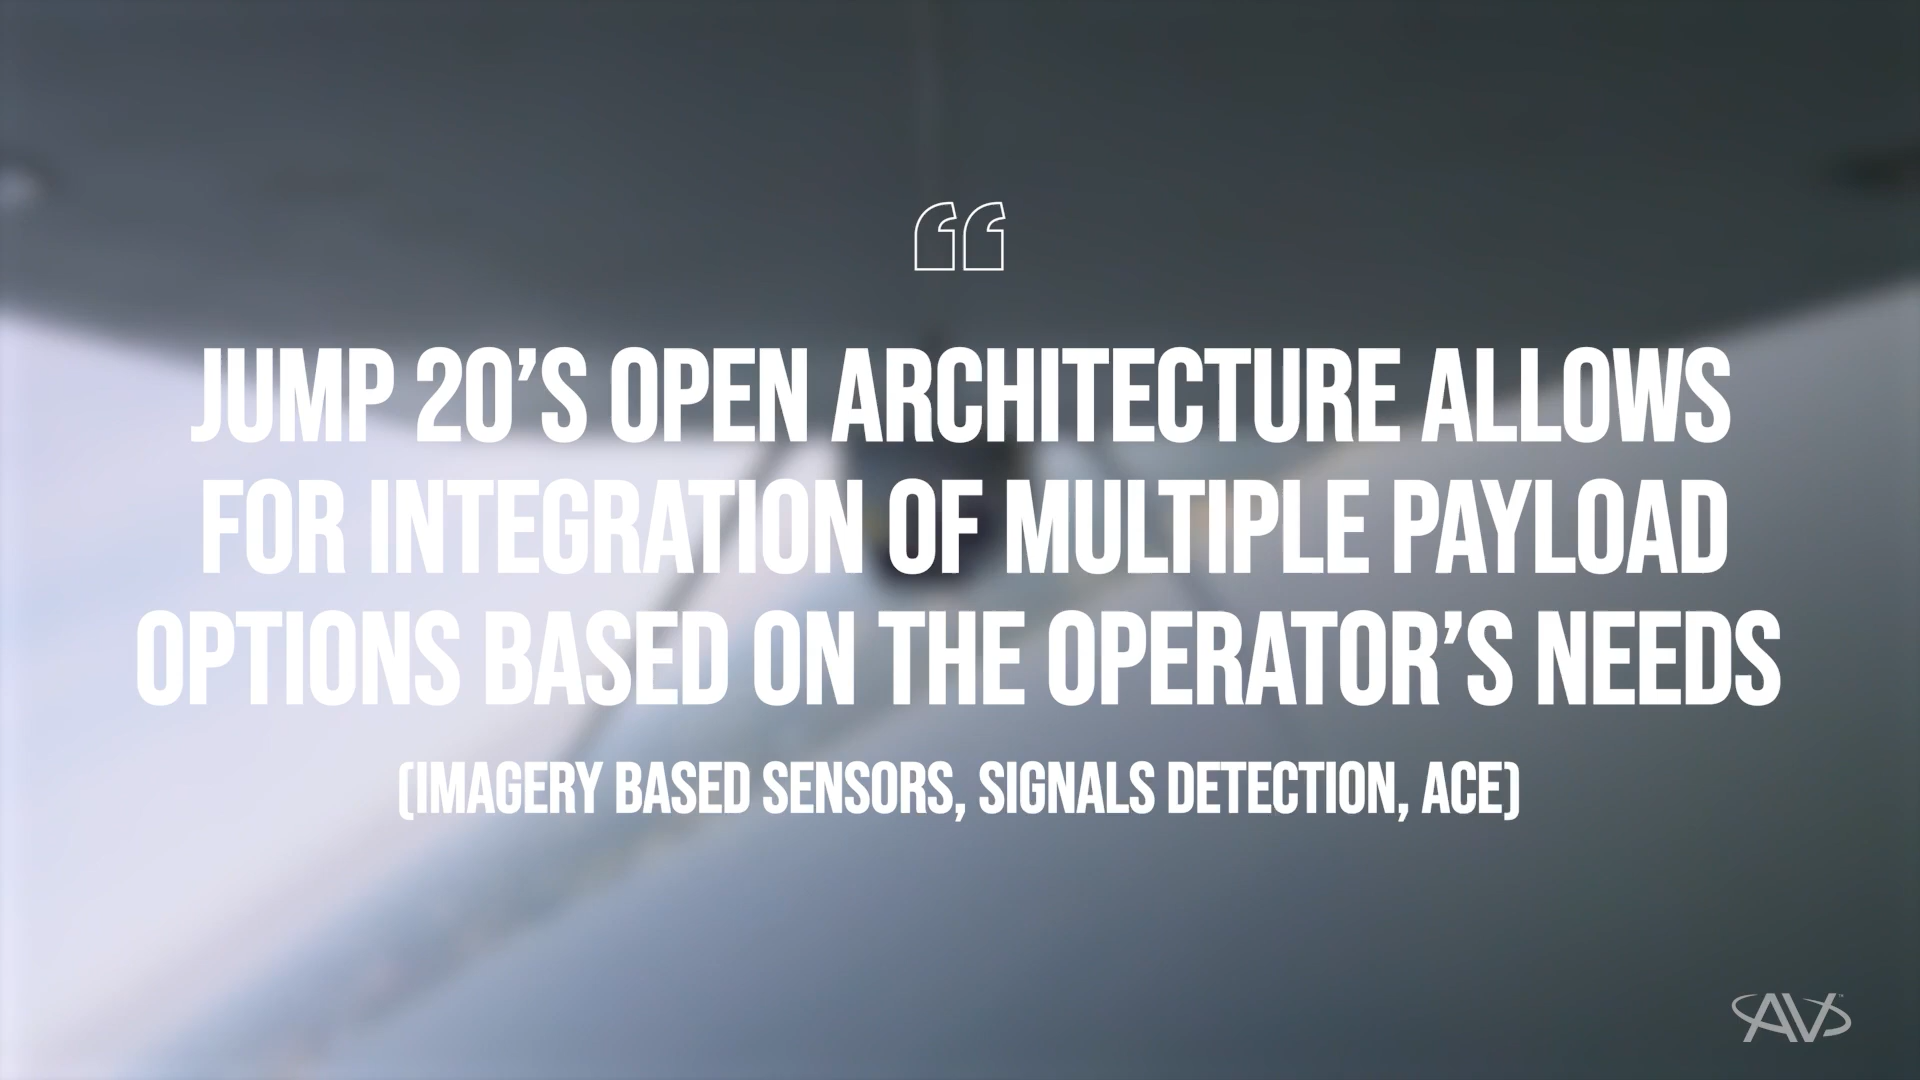 “
JUMP 20’S OPEN ARCHITECTURE ALLOWS
FOR INTEGRATION OF MULTIPLE PAYLOAD
OPTIONS BASED ON THE OPERATOR’S NEEDS
(IMAGERY BASED SENSORS, SIGNALS DETECTION, ACE)
AV™